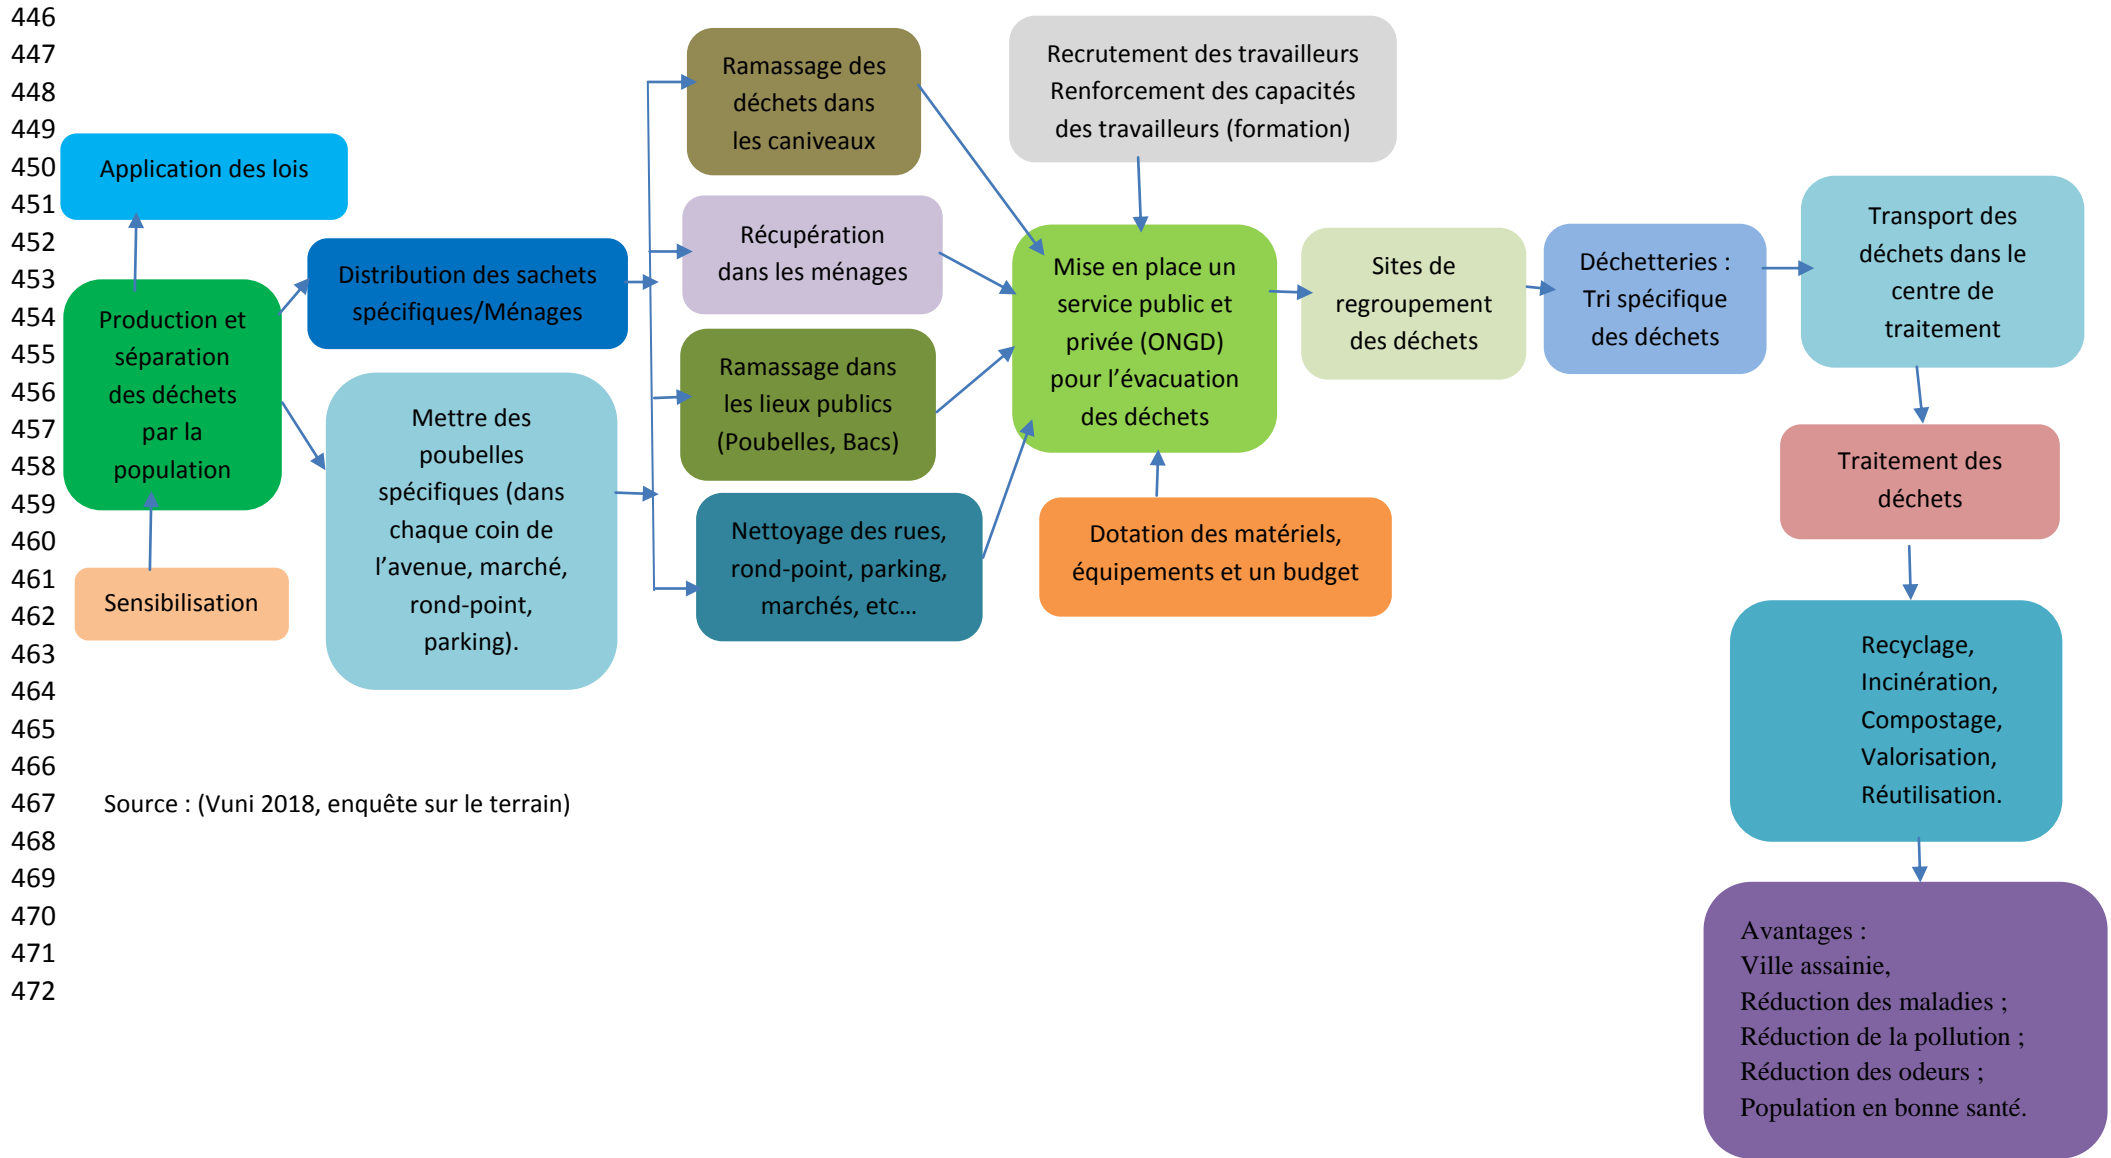 446
447
448
449
450
451
452
453
454
455
456
457
458
459
460
461
462
463
464
465
466
467
468
469
470
471
472
Application des lois
Production et
séparation
des déchets
par la
population
Sensibilisation
Distribution des sachets
spécifiques/Ménages
Mettre des
poubelles
spécifiques (dans
chaque coin de
l’avenue, marché,
rond-point,
parking).
Ramassage des
déchets dans
les caniveaux
Récupération
dans les ménages
Ramassage dans
les lieux publics
(Poubelles, Bacs)
Nettoyage des rues,
rond-point, parking,
marchés, etc…
Recrutement des travailleurs
Renforcement des capacités
des travailleurs (formation)
Mise en place un
service public et
privée (ONGD)
pour l’évacuation
des déchets
Dotation des matériels,
équipements et un budget
Sites de
regroupement
des déchets
Déchetteries :
Tri spécifique
des déchets
Transport des
déchets dans le
centre de
traitement
Traitement des
déchets
Recyclage,
Incinération,
Compostage,
Valorisation,
Réutilisation.
Avantages :
Ville assainie,
Réduction des maladies ;
Réduction de la pollution ;
Réduction des odeurs ;
Population en bonne santé.
Source : (Vuni 2018, enquête sur le terrain)